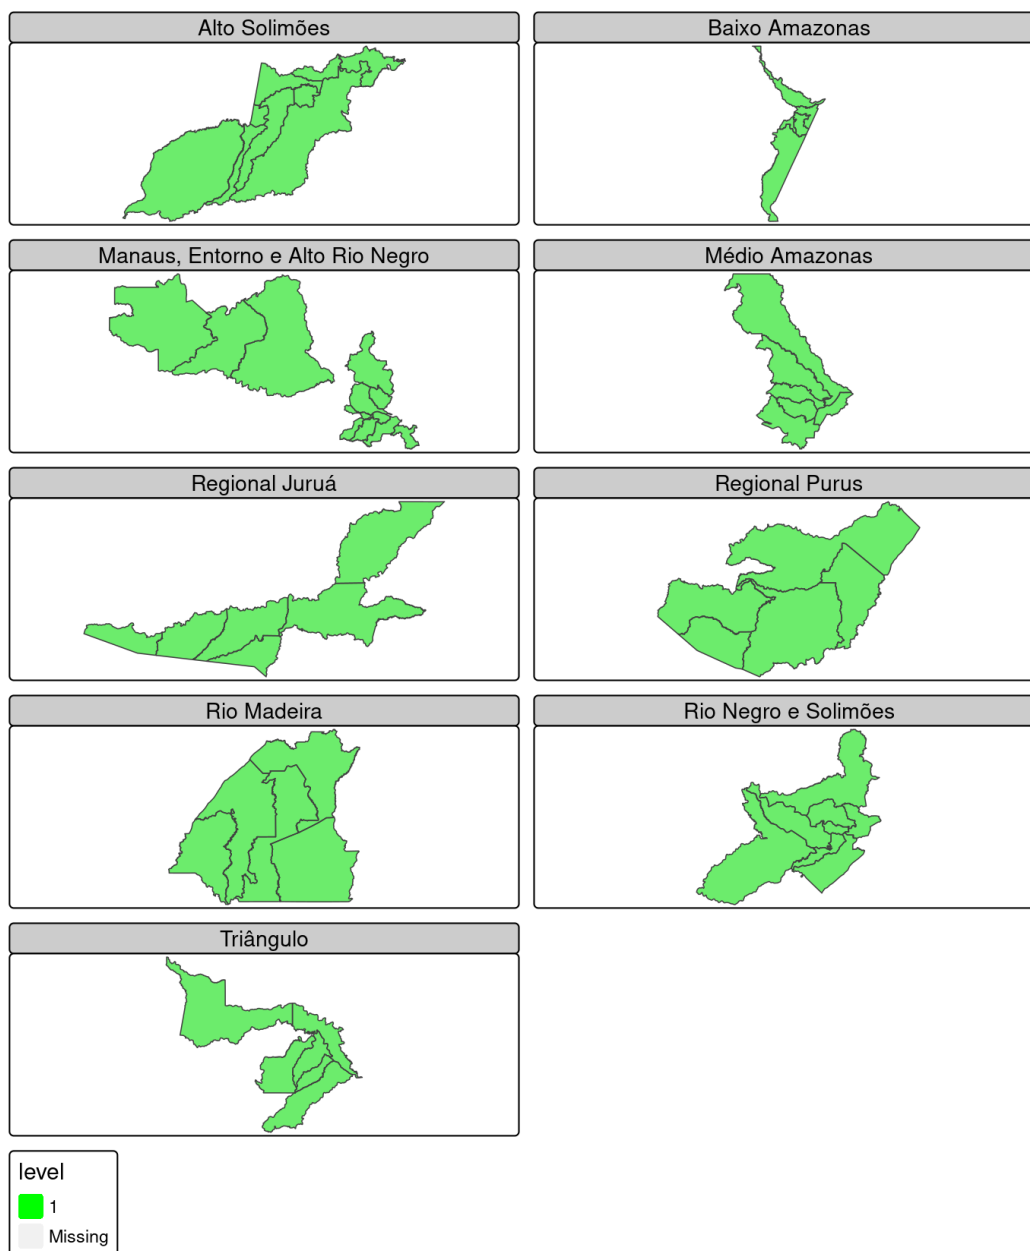 Alto Solimões
Baixo Amazonas
Manaus, Entorno e Alto Rio Negro
Médio Amazonas
Regional Juruá
Regional Purus
Rio Madeira
Rio Negro e Solimões
Triângulo
level
1
Missing